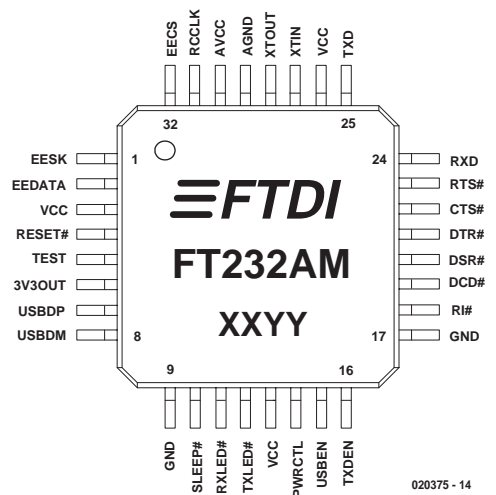 EECS
RCCLK
AVCC
AGND
XTOUT
XTIN
VCC
TXD
32
25
EESK
1
24
RXD
EEDATA
RTS#
VCC
CTS#
RESET#
DTR#
TEST
DSR#
3V3OUT
DCD#
USBDP
RI#
USBDM
8
17
GND
FTDI
FT232AM
XXYY
9
16
GND
SLEEP#
RXLED#
TXLED#
VCC
PWRCTL
USBEN
TXDEN
020375 - 14